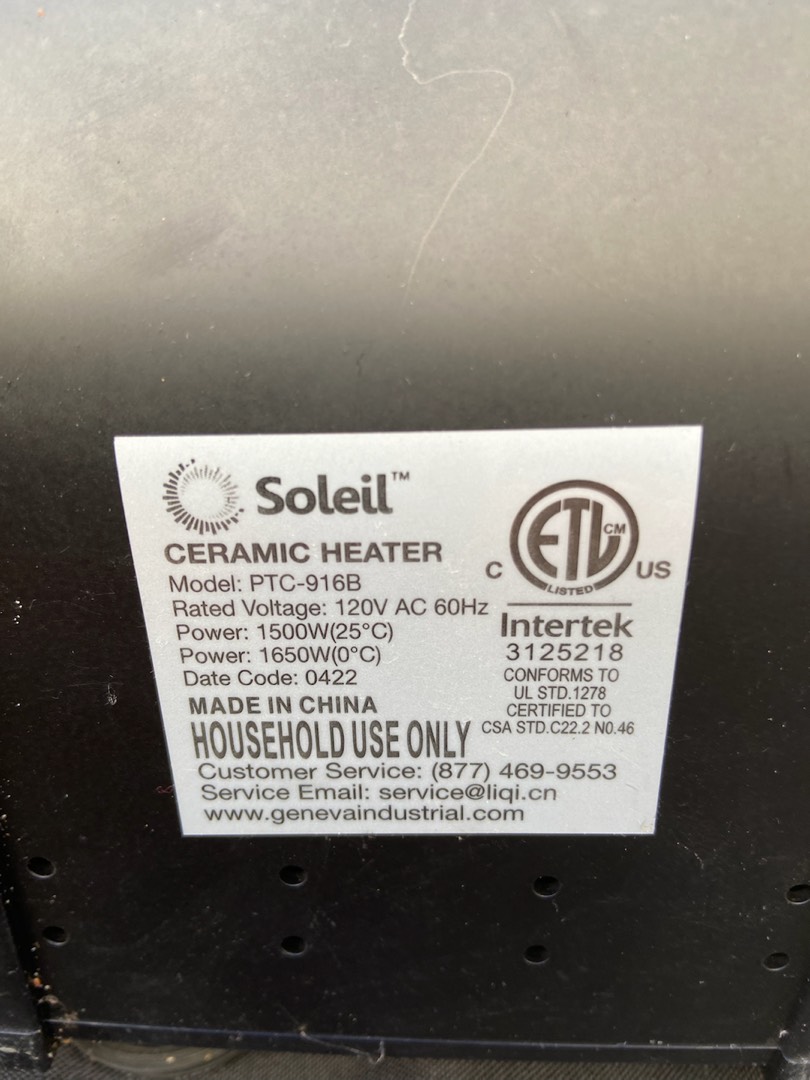 Soleil™
CERAMIC HEATER
Model: PTC-916B
Rated Voltage: 120V AC 60Hz
Power: 1500W(25°C)
Power: 1650W(0°C)
Date Code: 0422
MADE IN CHINA
HOUSEHOLD USE ONLY
ETL CM
LISTED
C US
Intertek
3125218
CONFORMS TO
UL STD.1278
CERTIFIED TO
CSA STD.C22.2 N0.46
Customer Service: (877) 469-9553
Service Email: service@liqi.cn
www.genevaindustrial.com